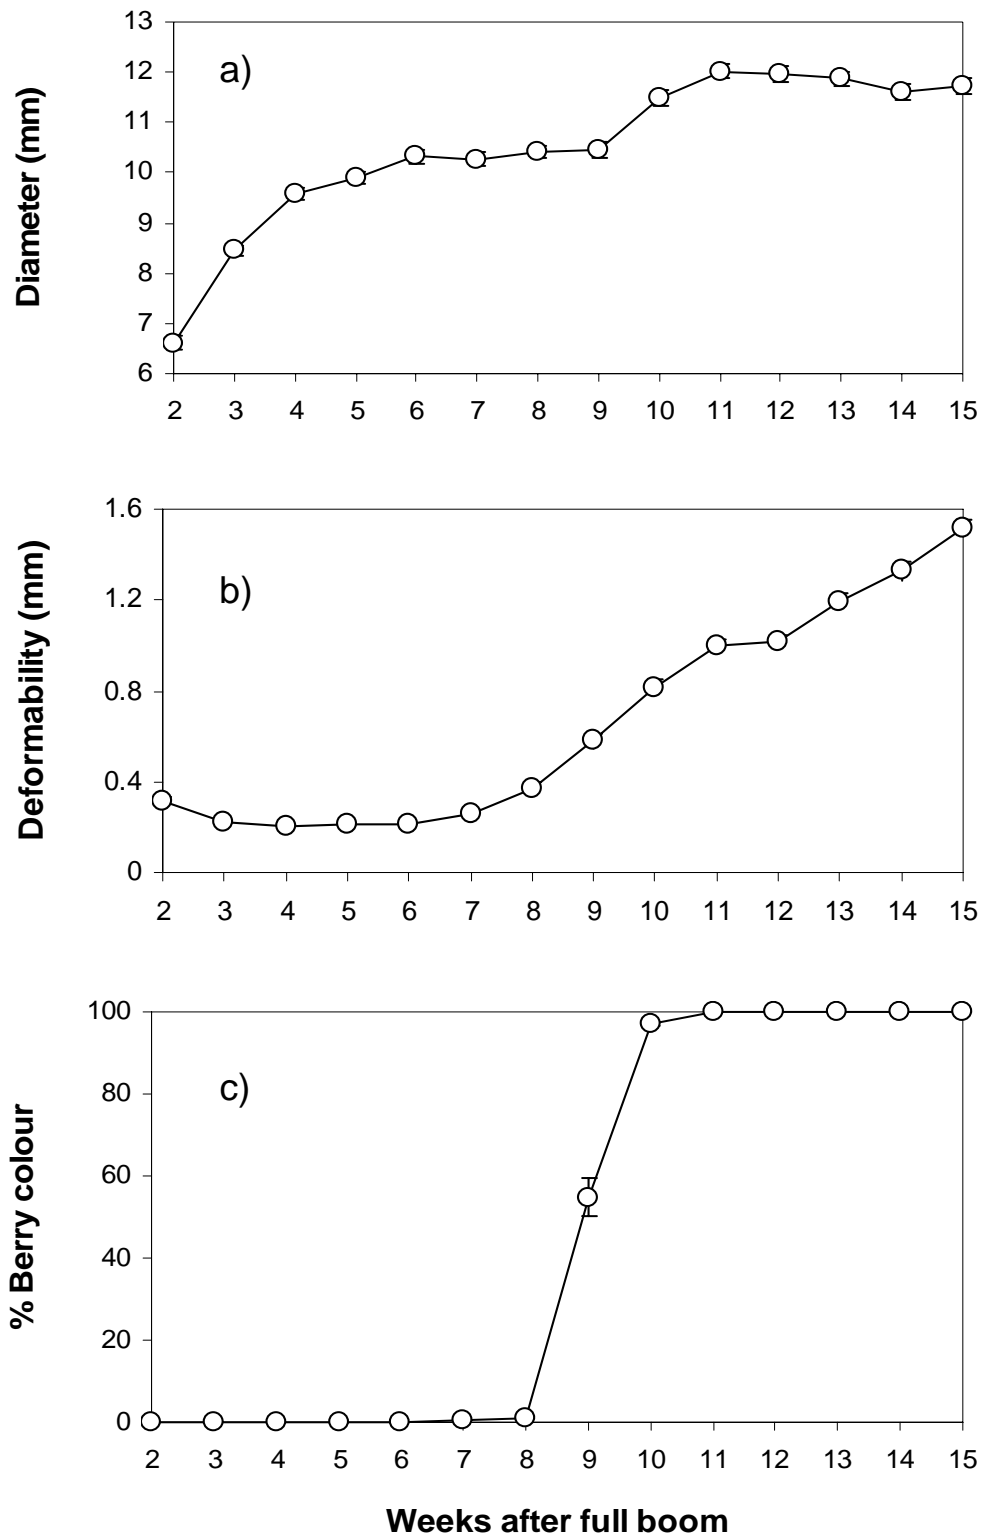 13
12
11
10
9
8
7
6
Diameter (mm)
a)
2 3 4 5 6 7 8 9 10 11 12 13 14 15
1.6
1.2
0.8
0.4
0
Deformability (mm)
b)
2 3 4 5 6 7 8 9 10 11 12 13 14 15
100
80
60
40
20
0
% Berry colour
c)
2 3 4 5 6 7 8 9 10 11 12 13 14 15
Weeks after full boom